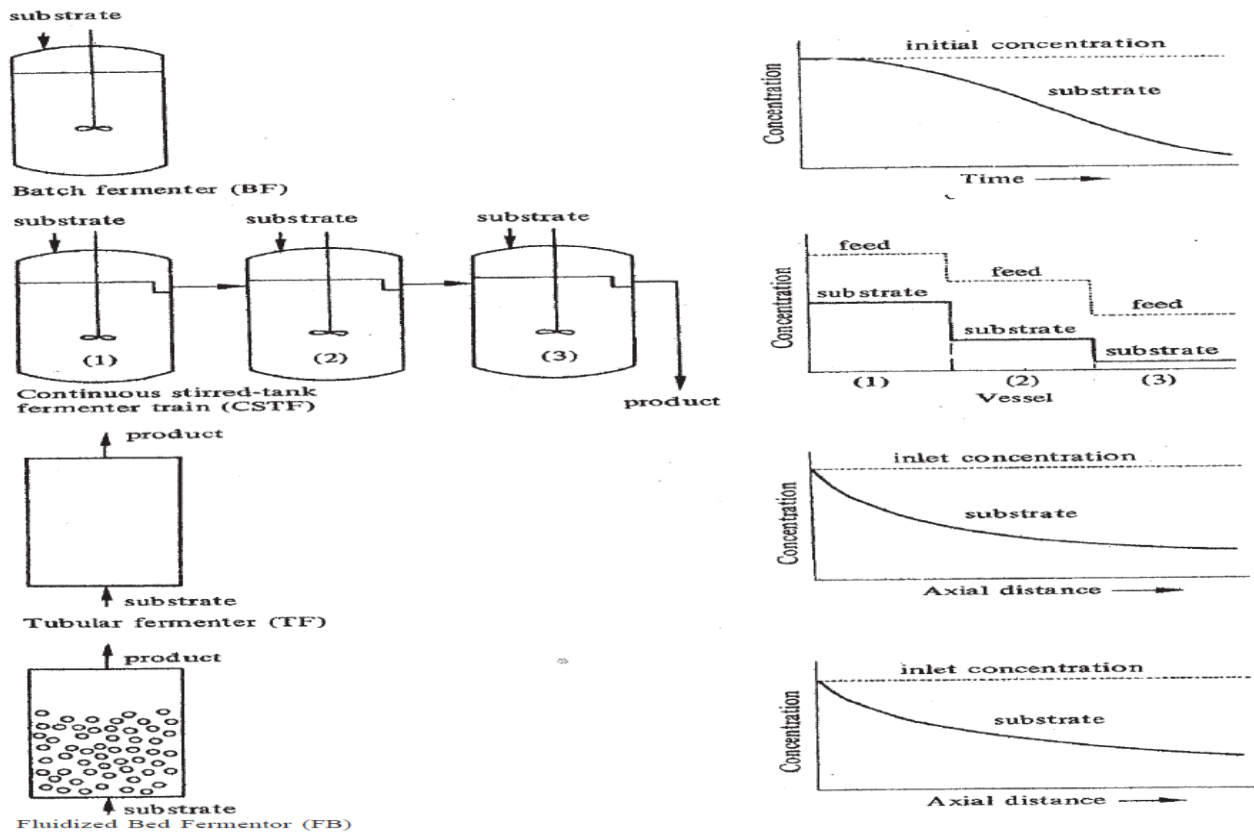 substrate
Batch fermenter (BF)
initial concentration
substrate
Concentration
Time
substrate
substrate
substrate
(1)
(2)
(3)
Continuous stirred-tank
fermenter train (CSTF)
product
feed
feed
feed
substrate
substrate
substrate
Concentration
(1)
(2)
(3)
Vessel
product
substrate
Tubular fermenter (TF)
inlet concentration
substrate
Concentration
Axial distance
product
substrate
Fluidized Bed Fermentor (FB)
inlet concentration
substrate
Concentration
Axial distance